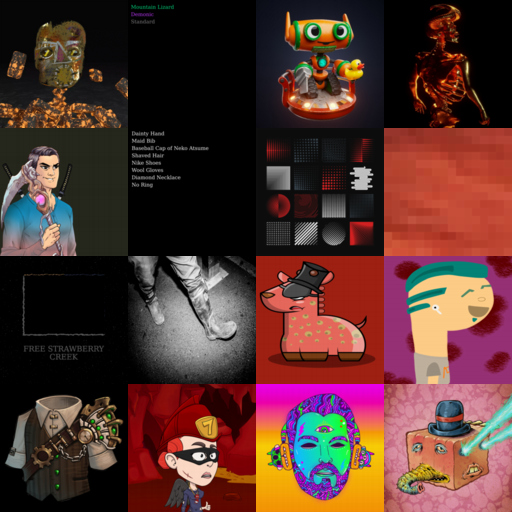 Mountain Lizard
Demonic
Standard
Dainty Hand
Maid Bib
Baseball Cap of Neko Atsume
Shaved Hair
Nike Shoes
Wool Gloves
Diamond Necklace
No Ring
FREE STRAWBERRY
CREEK
7